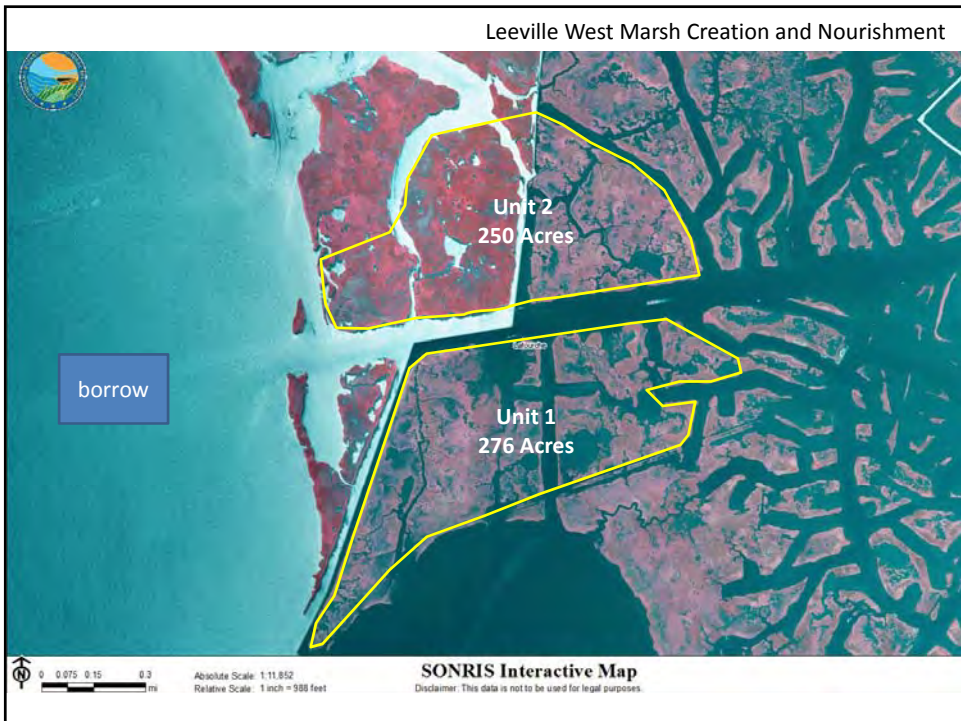 Leeville West Marsh Creation and Nourishment
Unit 2
250 Acres
Lafourche
borrow
Unit 1
276 Acres
N
0 0.075 0.15 0.3
mi
Absolute Scale: 1:11,852
Relative Scale: 1 inch = 988 feet
SONRIS Interactive Map
Disclaimer: This data is not to be used for legal purposes.